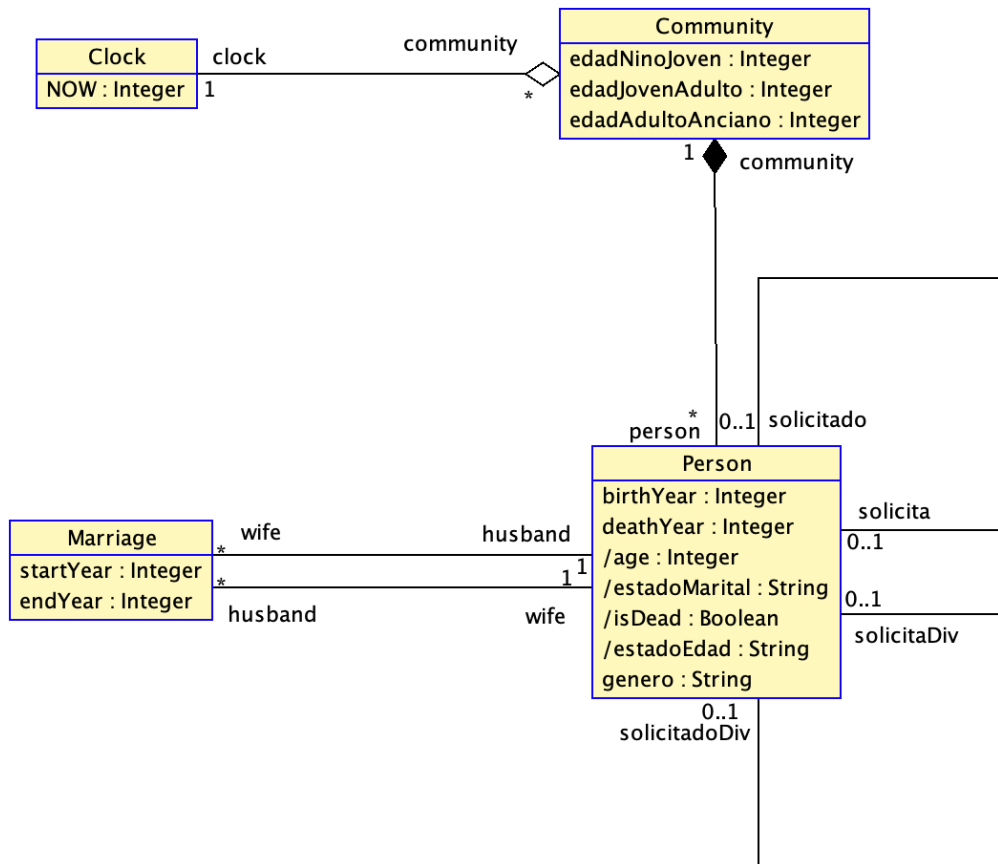 Community
edadNinoJoven : Integer
edadJovenAdulto : Integer
edadAdultoAnciano : Integer
Clock
NOW : Integer
clock
1
community
*
1
community
*
person
0..1
solicitado
Person
birthYear : Integer
deathYear : Integer
/age : Integer
/estadoMarital : String
/isDead : Boolean
/estadoEdad : String
genero : String
solicita
0..1
0..1
solicitaDiv
0..1
solicitadoDiv
Marriage
startYear : Integer
endYear : Integer
wife
*
husband
1
*
husband
1
wife